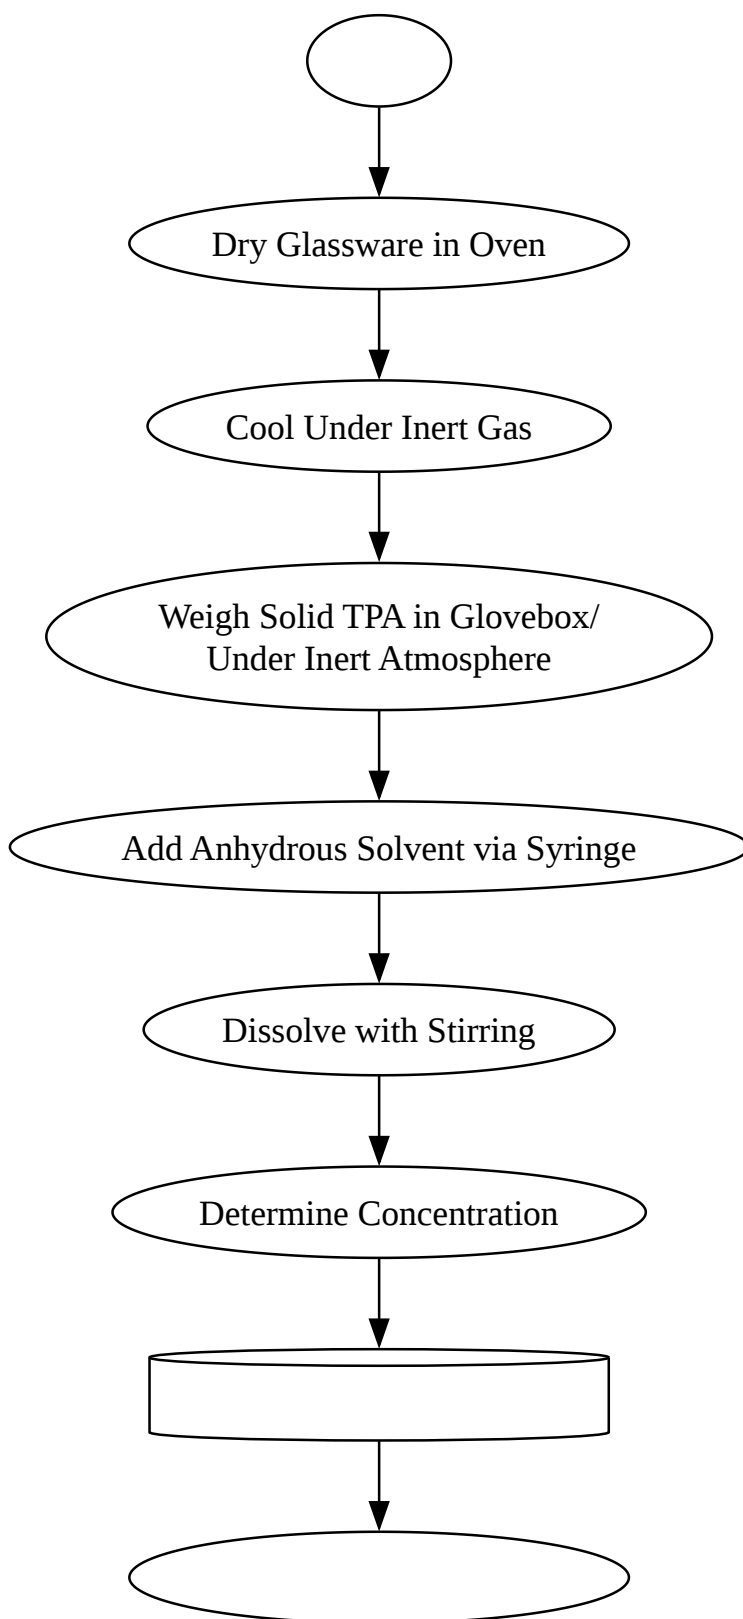 Dry Glassware in Oven
Cool Under Inert Gas
Weigh Solid TPA in Glovebox/
Under Inert Atmosphere
Add Anhydrous Solvent via Syringe
Dissolve with Stirring
Determine Concentration